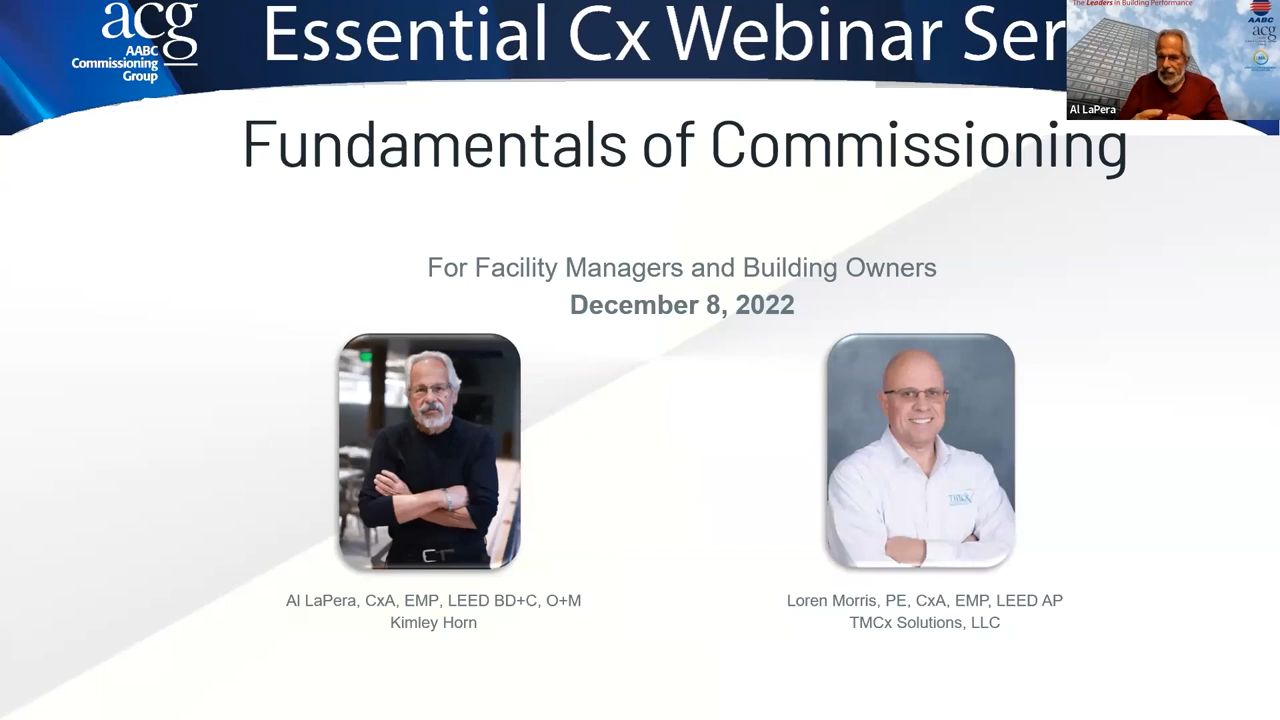 acg
AABC
Commissioning
Group
Essential Cx Webinar Ser
The Leaders in Building Performance
AABC
acg
Al LaPera
Fundamentals of Commissioning
For Facility Managers and Building Owners
December 8, 2022
TMCx
Al LaPera, CxA, EMP, LEED BD+C, O+M
Kimley Horn
Loren Morris, PE, CxA, EMP, LEED AP
TMCx Solutions, LLC